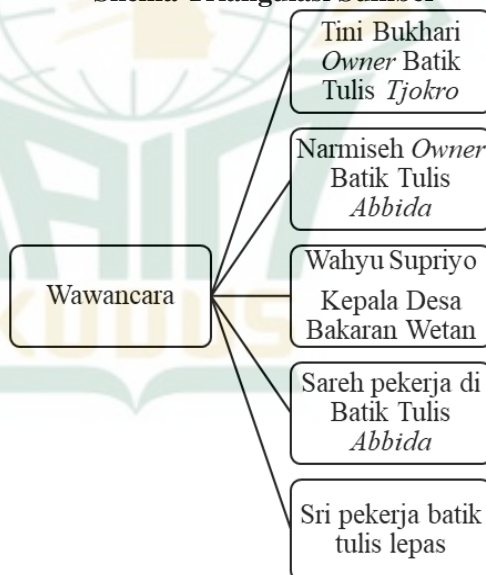 Skema Triangulasi Sumber
Tini Bukhari
Owner Batik
Tulis Tjokro
Narmiseh Owner
Batik Tulis
Abbida
Wawancara
Wahyu Supriyo
Kepala Desa
Bakaran Wetan
Sareh pekerja di
Batik Tulis
Abbida
Sri pekerja batik
tulis lepas
KUDUS